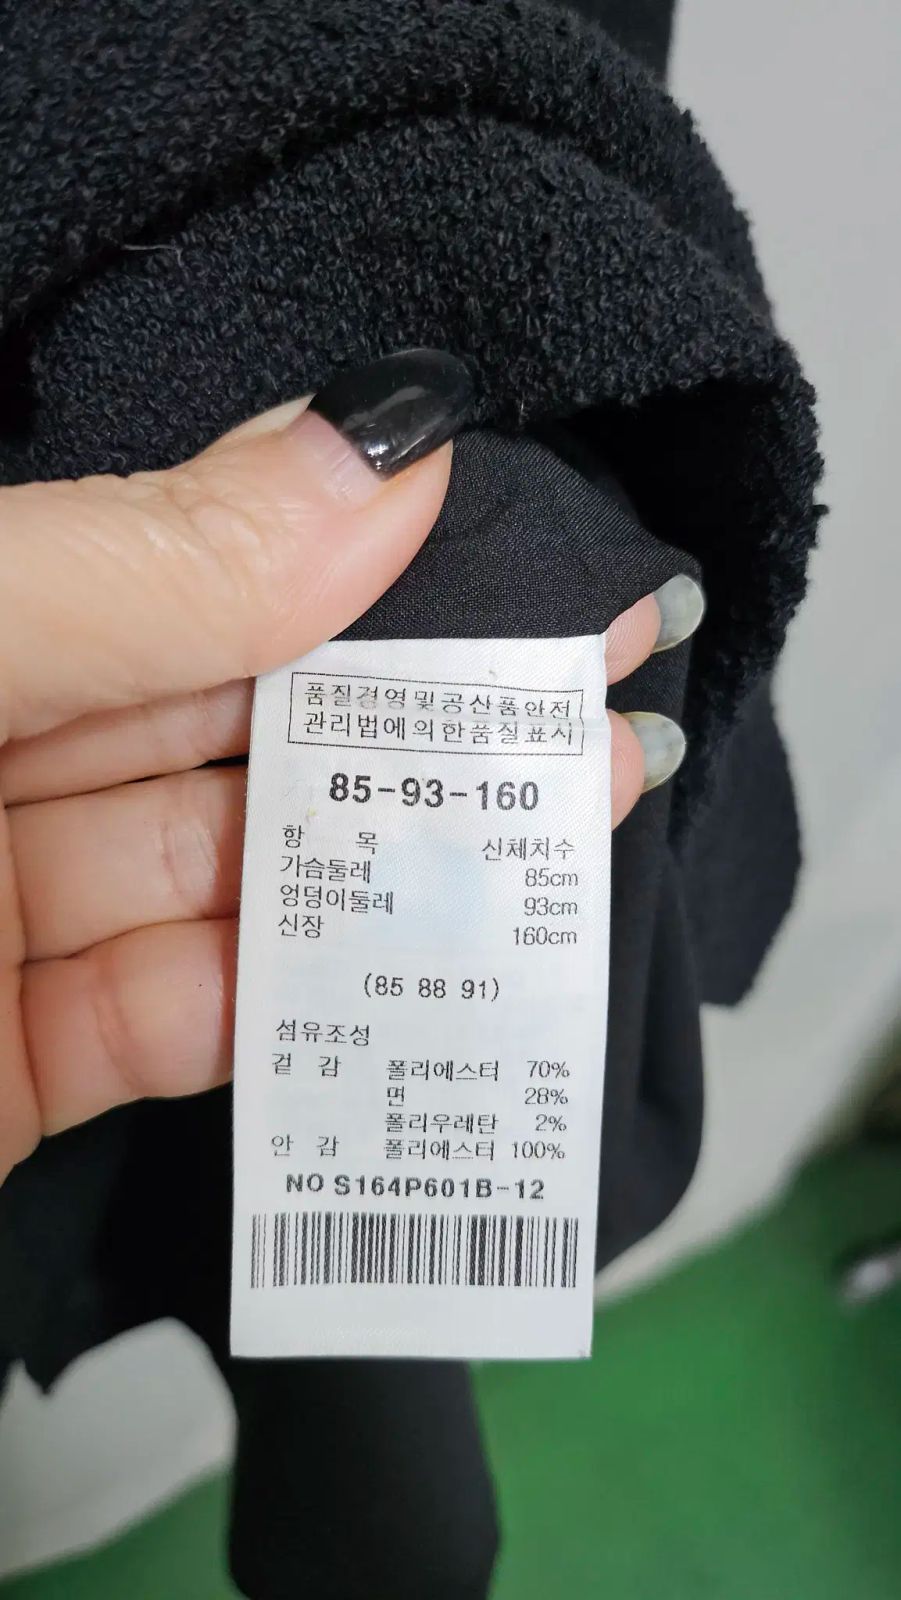 품질경영및공산품안전
관리법에의한품질표시
85-93-160
항 목 신체치수
가슴둘레 85cm
엉덩이둘레 93cm
신장 160cm
(85 88 91)
섬유조성
겉 감 폴리에스터 70%
면 28%
폴리우레탄 2%
안 감 폴리에스터 100%
NO S164P601B-12